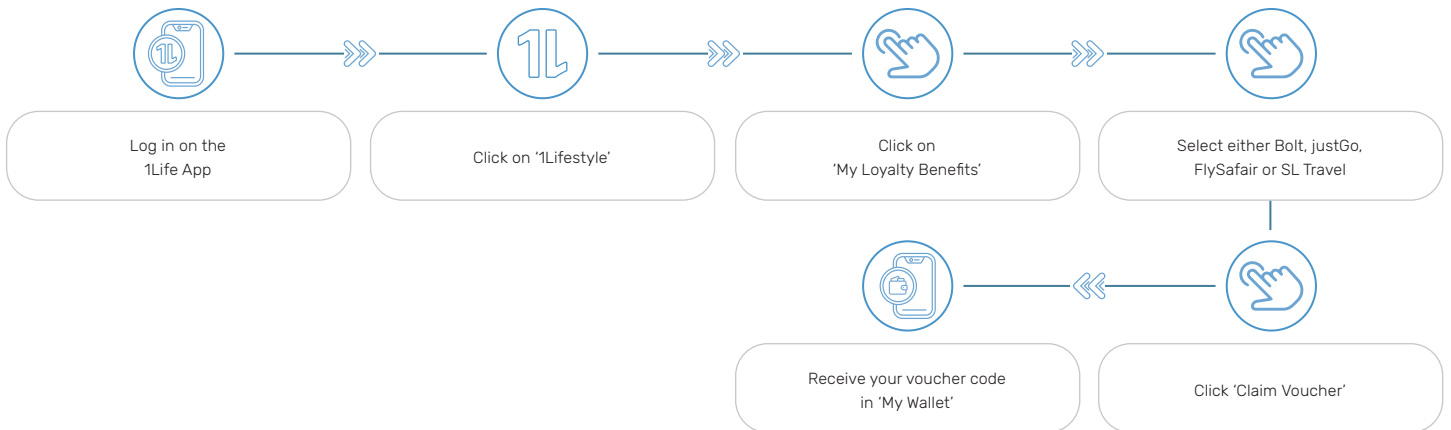 Log in on the
1Life App
Click on ‘1Lifestyle’
Click on
‘My Loyalty Benefits’
Select either Bolt, justGo,
FlySafair or SL Travel
Click ‘Claim Voucher’
Receive your voucher code
in ‘My Wallet’